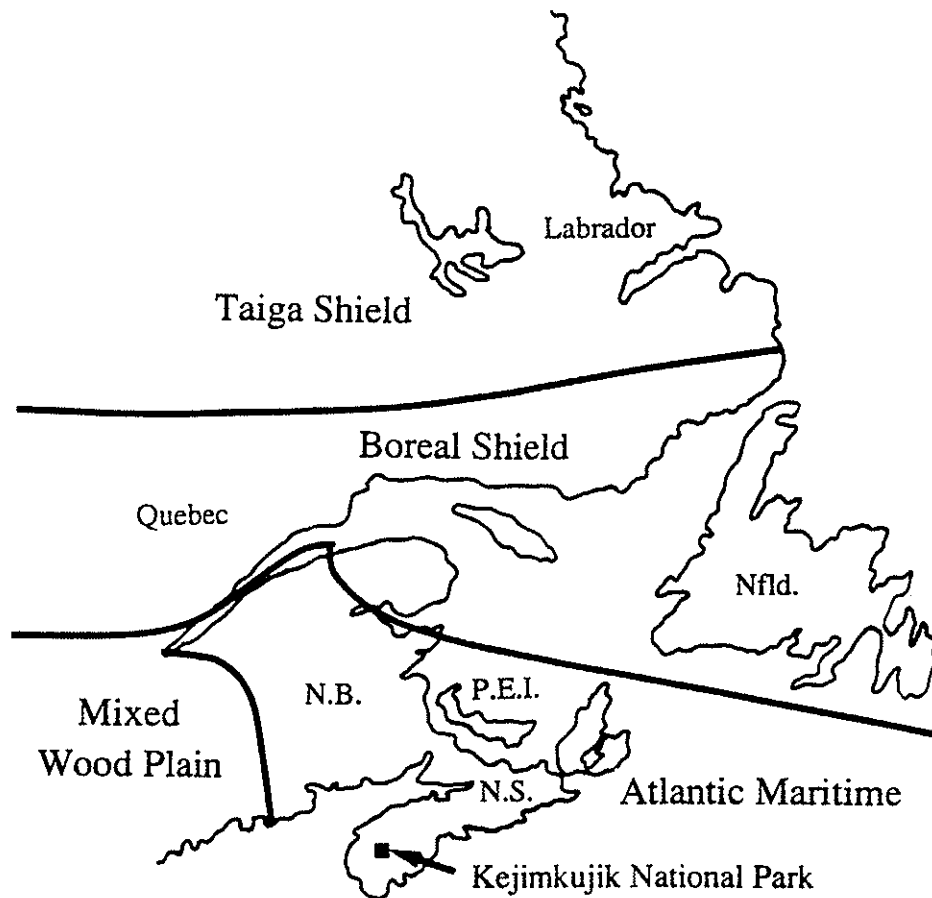 Labrador
Taiga Shield
Boreal Shield
Quebec
Nfld.
N.B.
P.E.I.
Mixed
Wood Plain
N.S.
Atlantic Maritime
Kejimkujik National Park